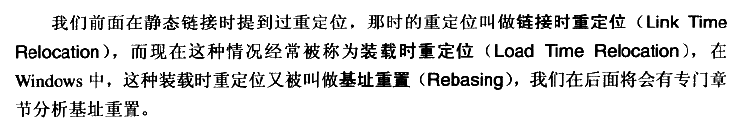 我们前面在静态链接时提到过重定位，那时的重定位叫做链接时重定位（Link Time
Relocation），而现在这种情况经常被称为装载时重定位（Load Time Relocation），在
Windows 中，这种装载时重定位又被叫做基址重置（Rebasing），我们在后面将会有专门章
节分析基址重置。